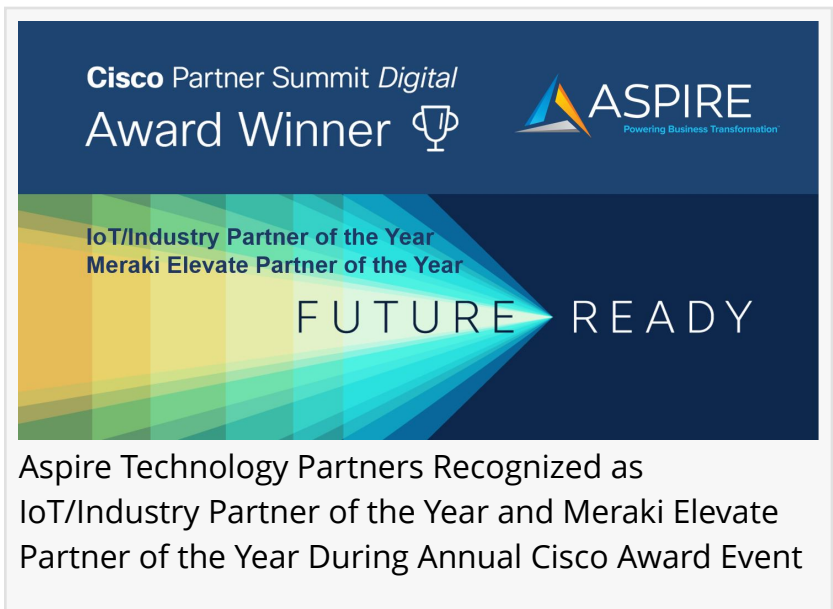 Cisco Partner Summit Digital
Award Winner
ASPIRE
Powering Business Transformation
IoT/Industry Partner of the Year
Meraki Elevate Partner of the Year
FUTURE READY
Aspire Technology Partners Recognized as
IoT/Industry Partner of the Year and Meraki Elevate
Partner of the Year During Annual Cisco Award Event